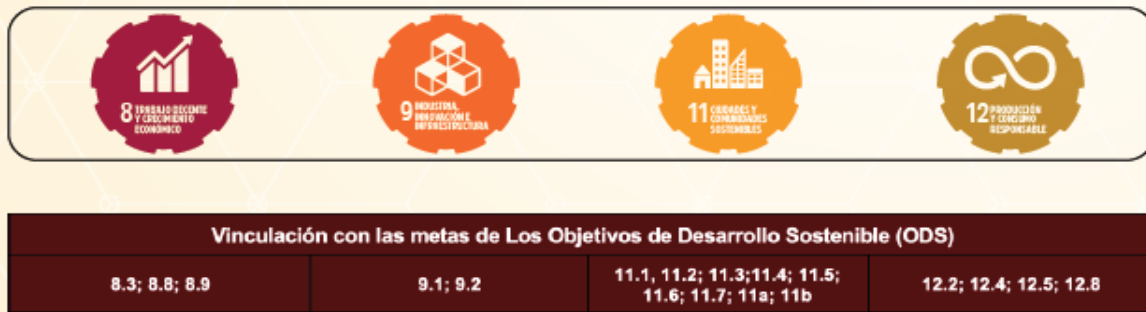 8 TRABAJO DECENTE
Y CRECIMIENTO
ECONÓMICO
9 INDUSTRIA,
INNOVACIÓN E
INFRAESTRUCTURA
11 CIUDADES Y
COMUNIDADES
SOSTENIBLES
12 PRODUCCIÓN
Y CONSUMO
RESPONSABLE
Vinculación con las metas de Los Objetivos de Desarrollo Sostenible (ODS)
8.3; 8.8; 8.9
9.1; 9.2
11.1, 11.2; 11.3;11.4; 11.5;
11.6; 11.7; 11a; 11b
12.2; 12.4; 12.5; 12.8